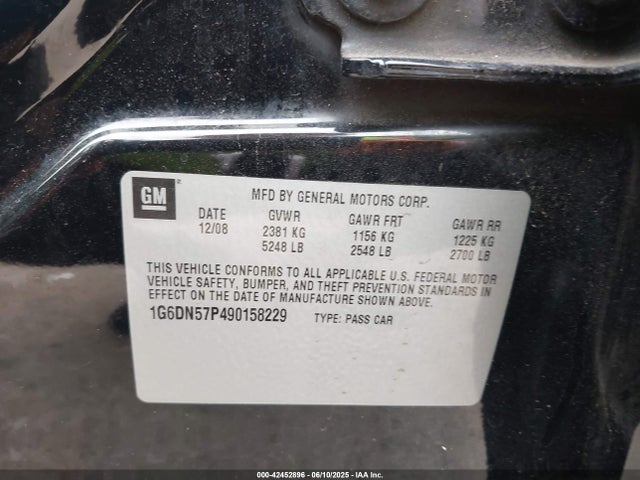 GM
MFD BY GENERAL MOTORS CORP.
DATE GVWR GAWR FRT GAWR RR
12/08 2381 KG 1156 KG 1225 KG
5248 LB 2548 LB 2700 LB
THIS VEHICLE CONFORMS TO ALL APPLICABLE U.S. FEDERAL MOTOR
VEHICLE SAFETY, BUMPER, AND THEFT PREVENTION STANDARDS IN
EFFECT ON THE DATE OF MANUFACTURE SHOWN ABOVE.
1G6DN57P490158229 TYPE: PASS CAR
000-42452896 - 06/10/2025 - IAA Inc.